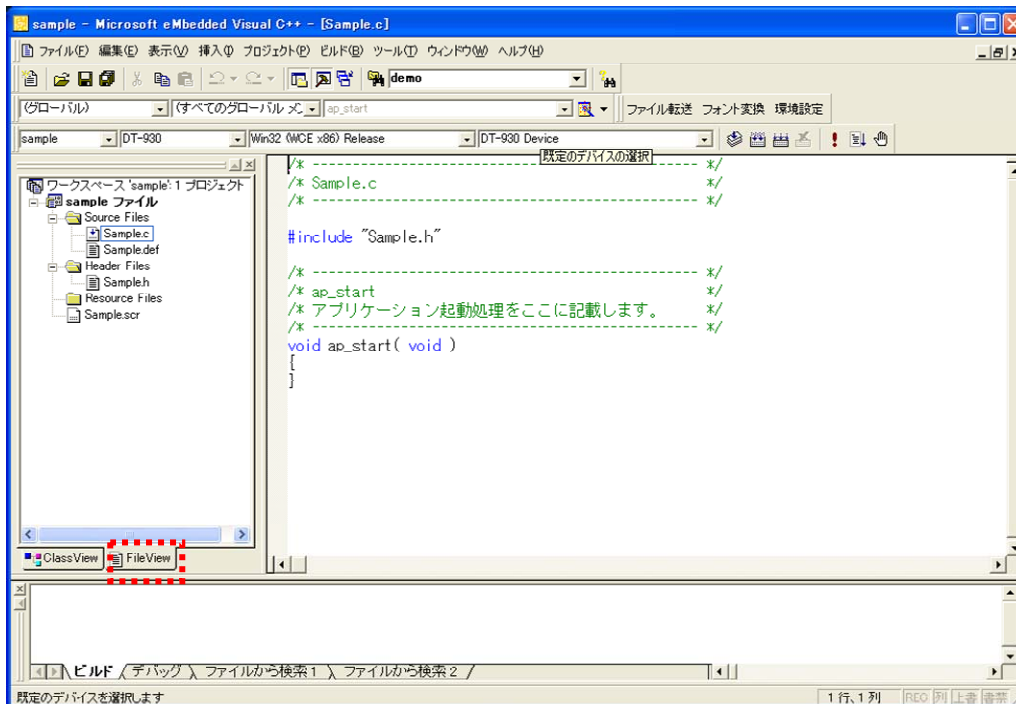 sample - Microsoft eMbedded Visual C++ - [Sample.c]
ファイル(F) 編集(E) 表示(V) 挿入(I) プロジェクト(P) ビルド(B) ツール(T) ウィンドウ(W) ヘルプ(H)
demo
(グローバル) (すべてのグローバル メン ap_start ファイル転送 フォント変換 環境設定
sample DT-930 Win32 (WCE x86) Release DT-930 Device
既定のデバイスの選択
ワークスペース 'sample': 1 プロジェクト
sample ファイル
Source Files
Sample.c
Sample.def
Header Files
Sample.h
Resource Files
Sample.scr
ClassView FileView
/* ------------------------------------------------ */
/* Sample.c */
/* ------------------------------------------------ */
#include "Sample.h"
/* ------------------------------------------------ */
/* ap_start */
/* アプリケーション起動処理をここに記載します。 */
/* ------------------------------------------------ */
void ap_start( void )
{
}
ビルド デバッグ ファイルから検索1 ファイルから検索2
既定のデバイスを選択します 1 行、1 列 REC 列 上書 書禁